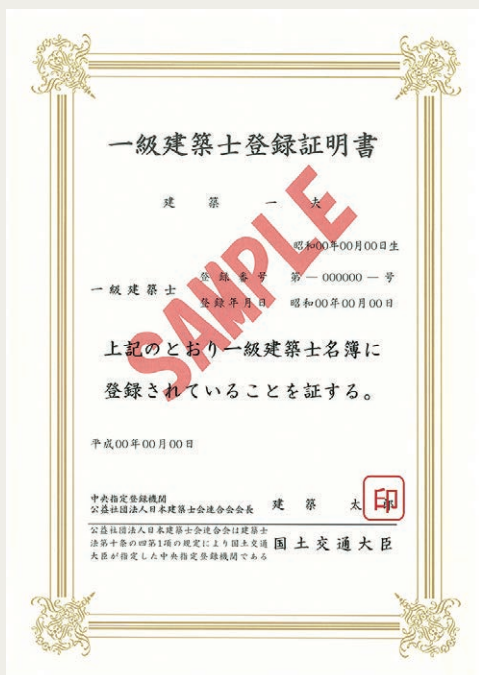 一級建築士登録証明書
建築一夫
昭和00年00月00日生
一級建築士
登録番号 第 — 000000 — 号
登録年月日 昭和00年00月00日
上記のとおり一級建築士名簿に
登録されていることを証する。
平成00年00月00日
中央指定登録機関
公益社団法人日本建築士会連合会会長 建築太郎
印
公益社団法人日本建築士会連合会は建築士
法第十条の四第1項の規定により国土交通
大臣が指定した中央指定登録機関である
国土交通大臣
SAMPLE